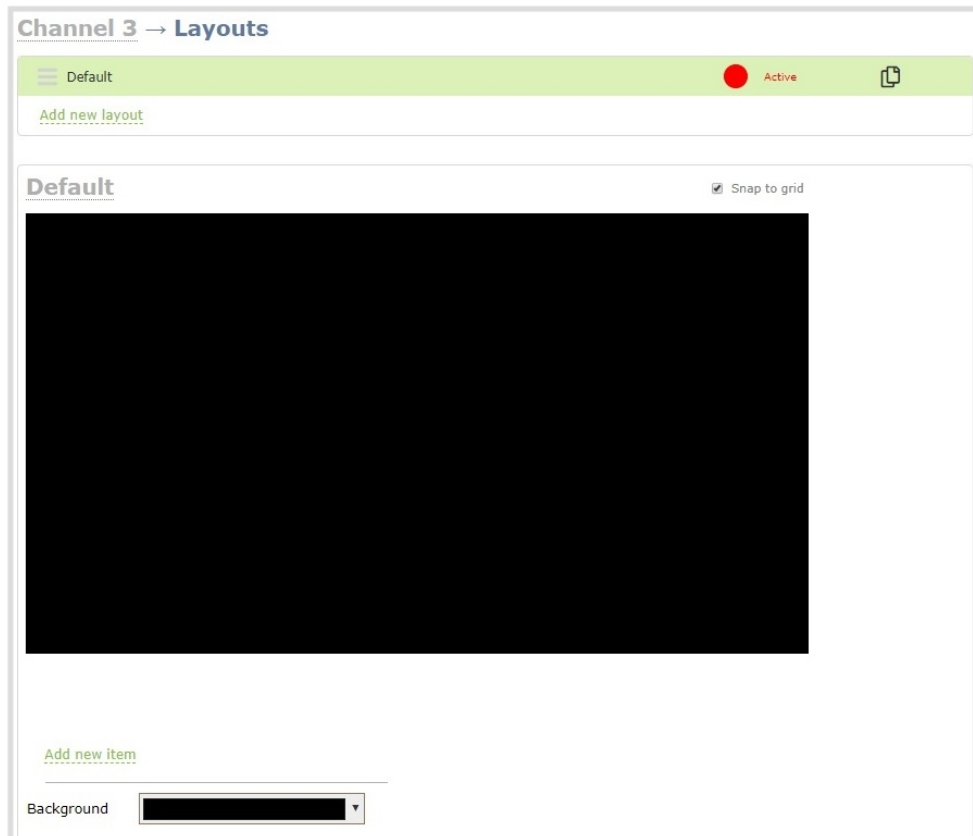 Channel 3 → Layouts
Default Active
Add new layout
Default Snap to grid
Add new item
Background